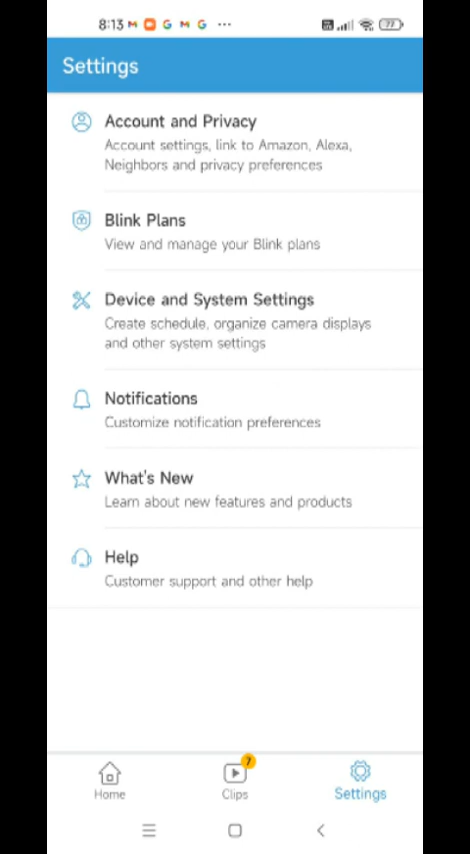 8:13
77
Settings
Account and Privacy
Account settings, link to Amazon, Alexa,
Neighbors and privacy preferences
Blink Plans
View and manage your Blink plans
Device and System Settings
Create schedule, organize camera displays
and other system settings
Notifications
Customize notification preferences
What's New
Learn about new features and products
Help
Customer support and other help
7
Home
Clips
Settings